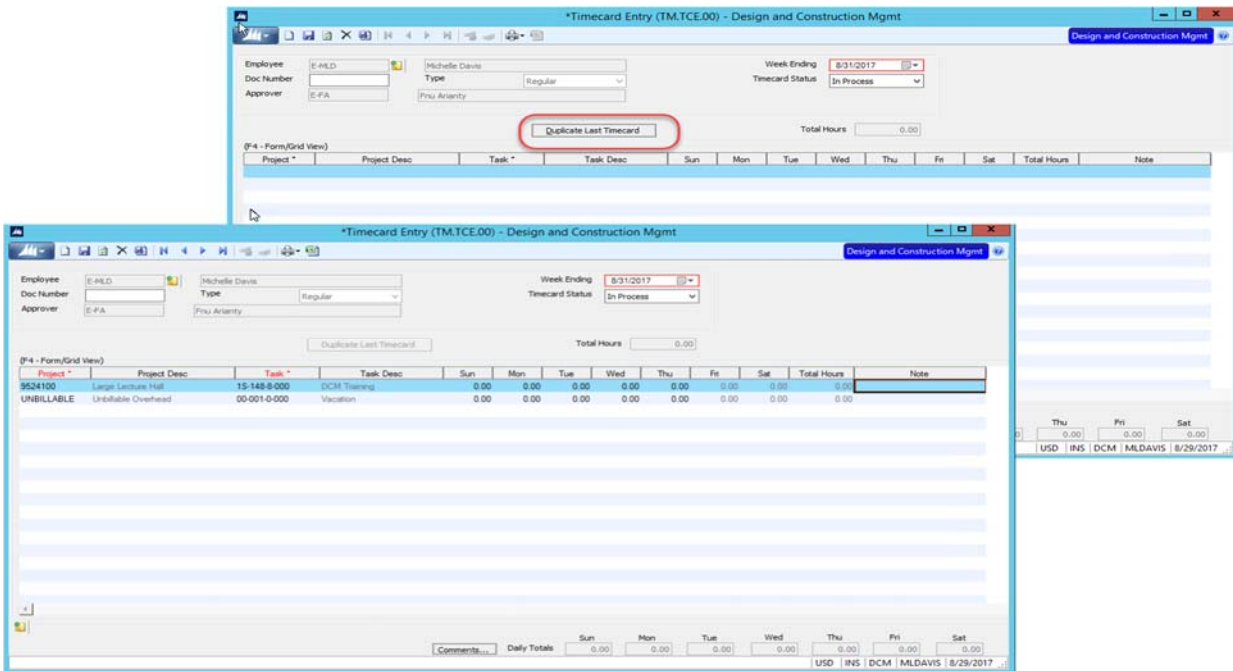 *Timecard Entry (TM.TCE.00) - Design and Construction Mgmt
Design and Construction Mgmt
Employee E-MLD Michelle Davis Week Ending 8/31/2017
Doc Number Type Regular Timecard Status In Process
Approver E-FA Fnu Arianty
Duplicate Last Timecard Total Hours 0.00
(F4 - Form/Grid View)
Project * Project Desc Task * Task Desc Sun Mon Tue Wed Thu Fri Sat Total Hours Note
Thu Fri Sat
0.00 0.00 0.00
USD INS DCM MLDAVIS 8/29/2017
*Timecard Entry (TM.TCE.00) - Design and Construction Mgmt
Design and Construction Mgmt
Employee E-MLD Michelle Davis Week Ending 8/31/2017
Doc Number Type Regular Timecard Status In Process
Approver E-FA Fnu Arianty
Duplicate Last Timecard Total Hours 0.00
(F4 - Form/Grid View)
Project * Project Desc Task * Task Desc Sun Mon Tue Wed Thu Fri Sat Total Hours Note
9524100 Large Lecture Hall 1S-148-8-000 DCM Training 0.00 0.00 0.00 0.00 0.00 0.00 0.00 0.00
UNBILLABLE Unbillable Overhead 00-001-0-000 Vacation 0.00 0.00 0.00 0.00 0.00 0.00 0.00 0.00
Sun Mon Tue Wed Thu Fri Sat
Comments... Daily Totals 0.00 0.00 0.00 0.00 0.00 0.00 0.00
USD INS DCM MLDAVIS 8/29/2017